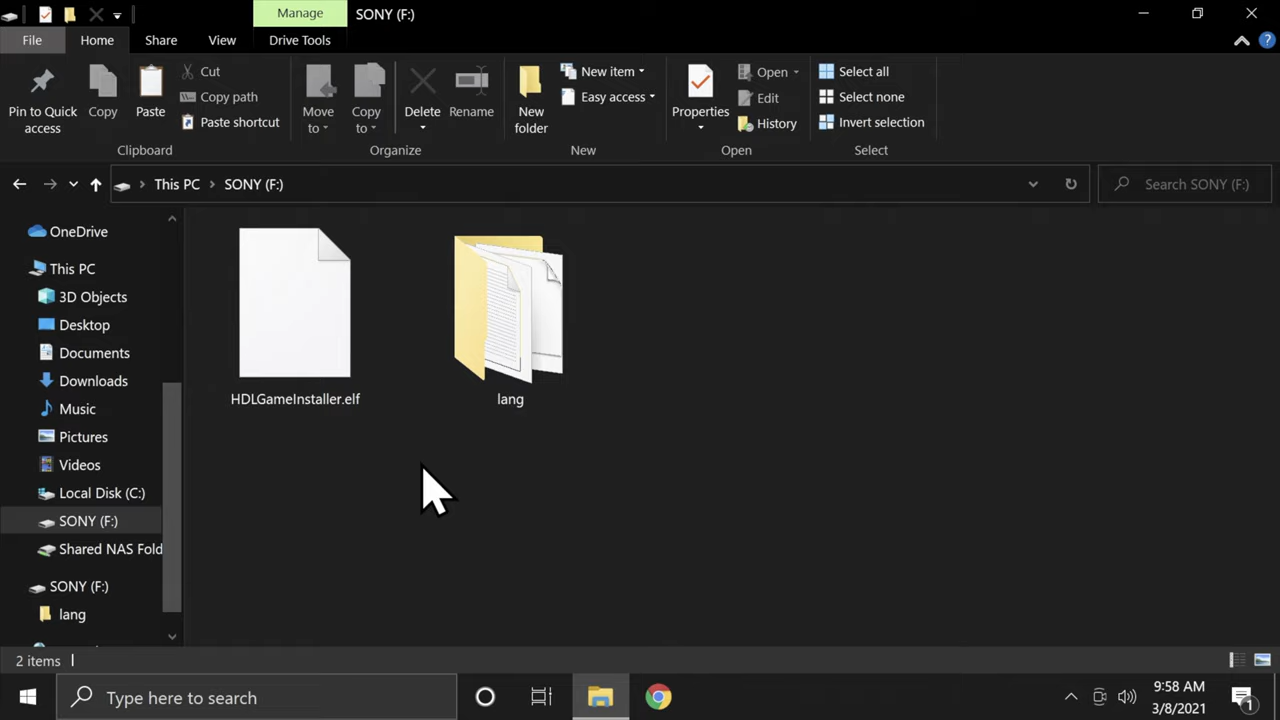 Manage
SONY (F:)
File
Home
Share
View
Drive Tools
Pin to Quick access
Copy
Paste
Cut
Copy path
Paste shortcut
Clipboard
Move to
Copy to
Delete
Rename
Organize
New folder
New item
Easy access
New
Properties
Open
Edit
History
Open
Select all
Select none
Invert selection
Select
This PC
SONY (F:)
Search SONY (F:)
OneDrive
This PC
3D Objects
Desktop
Documents
Downloads
Music
Pictures
Videos
Local Disk (C:)
SONY (F:)
Shared NAS Fold
SONY (F:)
lang
HDLGameInstaller.elf
lang
2 items
Type here to search
9:58 AM
3/8/2021
1